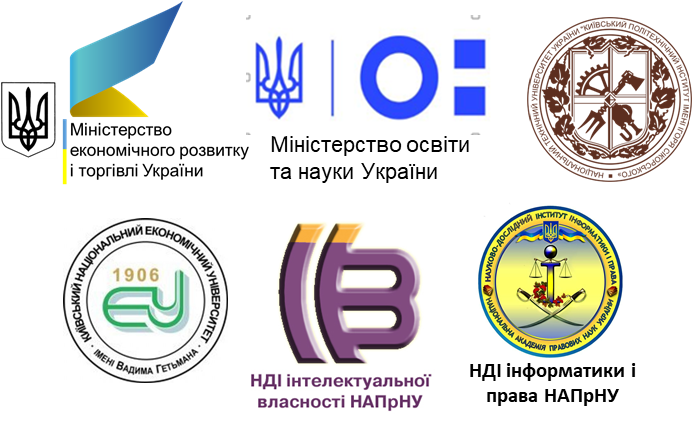 Міністерство
економічного розвитку
і торгівлі України
Міністерство освіти
та науки України
НАЦІОНАЛЬНИЙ ТЕХНІЧНИЙ УНІВЕРСИТЕТ УКРАЇНИ "КИЇВСЬКИЙ ПОЛІТЕХНІЧНИЙ ІНСТИТУТ ІМЕНІ ІГОРЯ СІКОРСЬКОГО"
КИЇВСЬКИЙ НАЦІОНАЛЬНИЙ ЕКОНОМІЧНИЙ УНІВЕРСИТЕТ
1906
ЕУ
ІМЕНІ ВАДИМА ГЕТЬМАНА
НДІ інтелектуальної
власності НАПрНУ
НАУКОВО-ДОСЛІДНИЙ ІНСТИТУТ ІНФОРМАТИКИ І ПРАВА
НАЦІОНАЛЬНА АКАДЕМІЯ ПРАВОВИХ НАУК УКРАЇНИ
НДІ інформатики і
права НАПрНУ